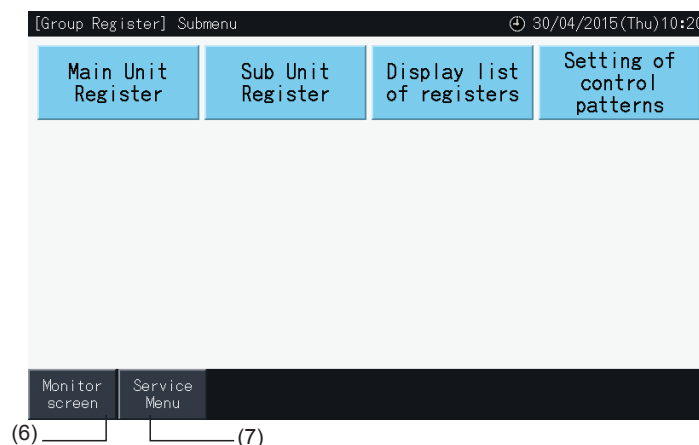 [Group Register] Submenu 30/04/2015(Thu)10:20
Main Unit
Register
Sub Unit
Register
Display list
of registers
Setting of
control
patterns
Monitor
screen
Service
Menu
(6)
(7)